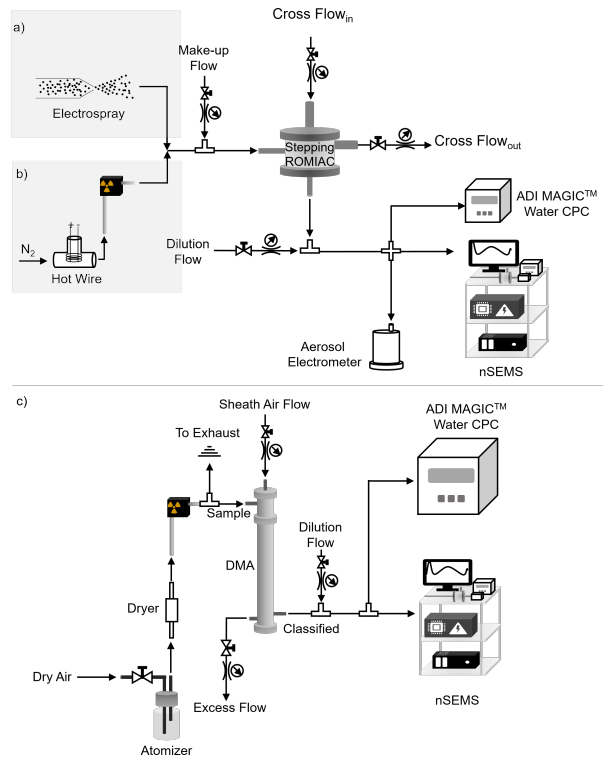 a)
Cross Flowin
Make-up
Flow
Electrospray
Stepping
ROMIAC
Cross Flowout
b)
ADI MAGIC™
Water CPC
N2
+ -
Hot Wire
Dilution
Flow
Aerosol
Electrometer
nSEMS
c)
Sheath Air Flow
ADI MAGIC™
Water CPC
To Exhaust
Sample
Dilution
Flow
DMA
Dryer
Classified
Dry Air
Excess Flow
nSEMS
Atomizer